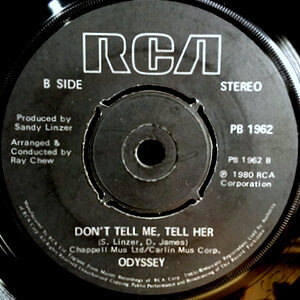 RCA
B SIDE
STEREO
Produced by
Sandy Linzer
PB 1962
Arranged &
Conducted by
Ray Chew
PB 1962 B
℗ 1980 RCA
Corporation
DON'T TELL ME, TELL HER
(S. Linzer, D. James)
Chappell Mus Ltd/Carlin Mus Corp.
ODYSSEY